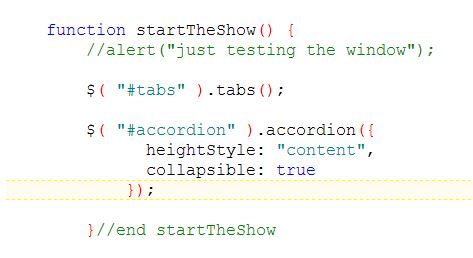 function startTheShow() {
//alert("just testing the window");
$( "#tabs" ).tabs();
$( "#accordion" ).accordion({
heightStyle: "content",
collapsible: true
});
}//end startTheShow